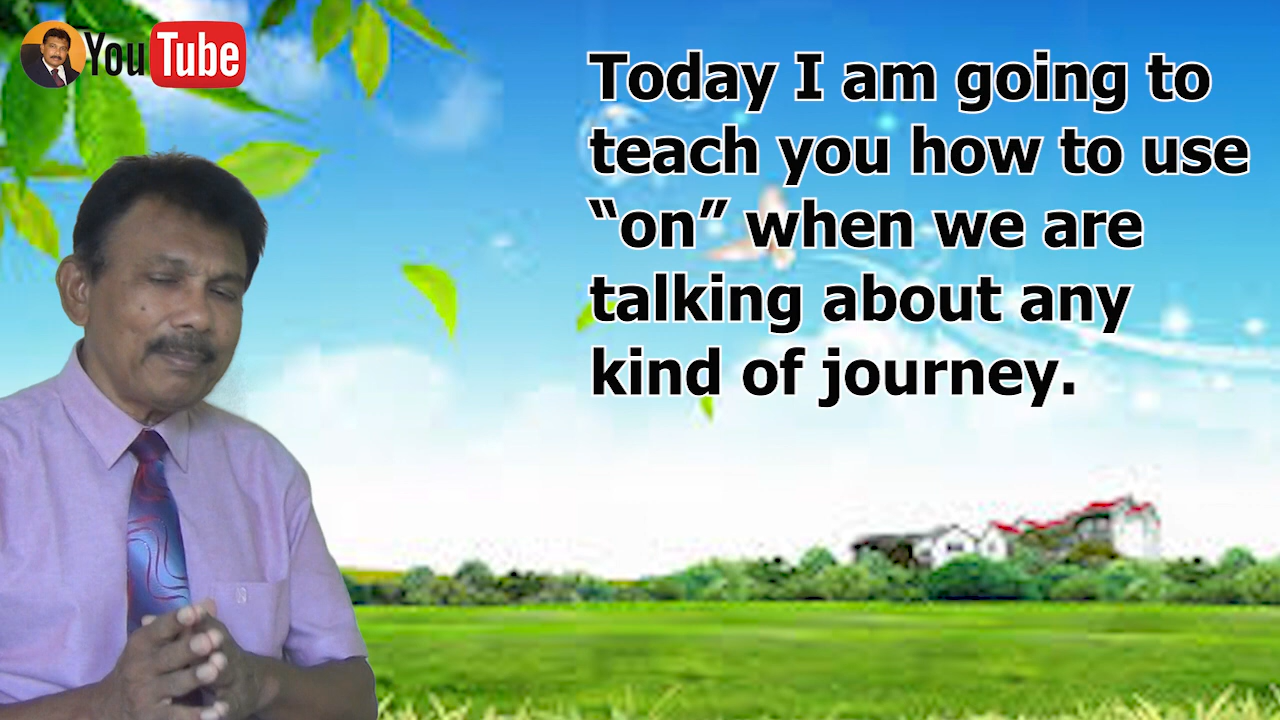 YouTube
Today I am going to
teach you how to use
“on” when we are
talking about any
kind of journey.